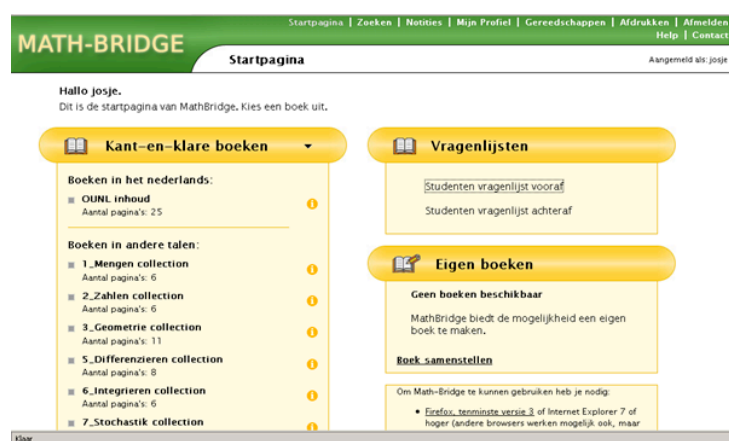 Startpagina | Zoeken | Notities | Mijn Profiel | Gereedschappen | Afdrukken | Afmelden
Help | Contact
MATH-BRIDGE
Startpagina
Aangemeld als: josje
Hallo josje.
Dit is de startpagina van MathBridge. Kies een boek uit.
Kant-en-klare boeken
Boeken in het nederlands:
OUNL inhoud
Aantal pagina's: 25
Boeken in andere talen:
1_Mengen collection
Aantal pagina's: 6
2_Zahlen collection
Aantal pagina's: 6
3_Geometrie collection
Aantal pagina's: 11
5_Differenzieren collection
Aantal pagina's: 8
6_Integrieren collection
Aantal pagina's: 6
7_Stochastik collection
Vragenlijsten
Studenten vragenlijst vooraf
Studenten vragenlijst achteraf
Eigen boeken
Geen boeken beschikbaar
MathBridge biedt de mogelijkheid een eigen
boek te maken.
Boek samenstellen
Om Math-Bridge te kunnen gebruiken heb je nodig:
Firefox, tenminste versie 3 of Internet Explorer 7 of
hoger (andere browsers werken mogelijk ook, maar
Klaar